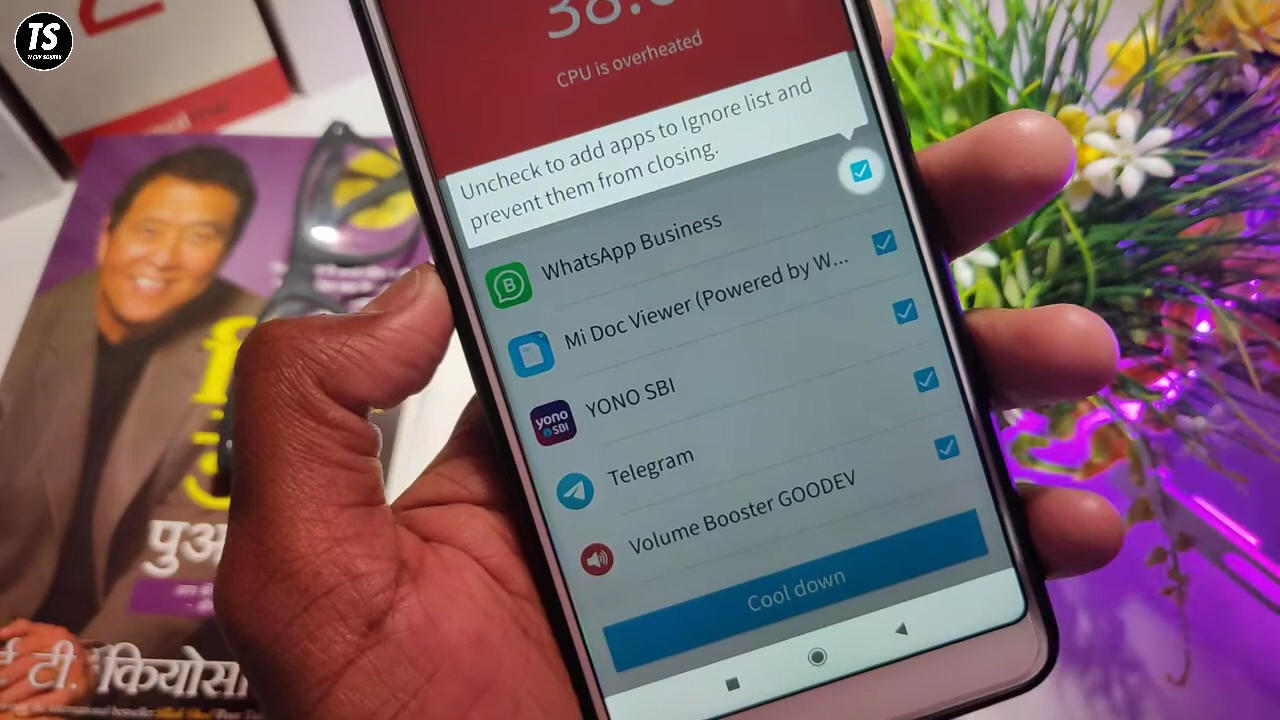 TS
38.
CPU is overheated
Uncheck to add apps to Ignore list and
prevent them from closing.
WhatsApp Business
Mi Doc Viewer (Powered by W...
YONO SBI
yono
SBI
Telegram
Volume Booster GOODEV
Cool down
टी. कियोसा